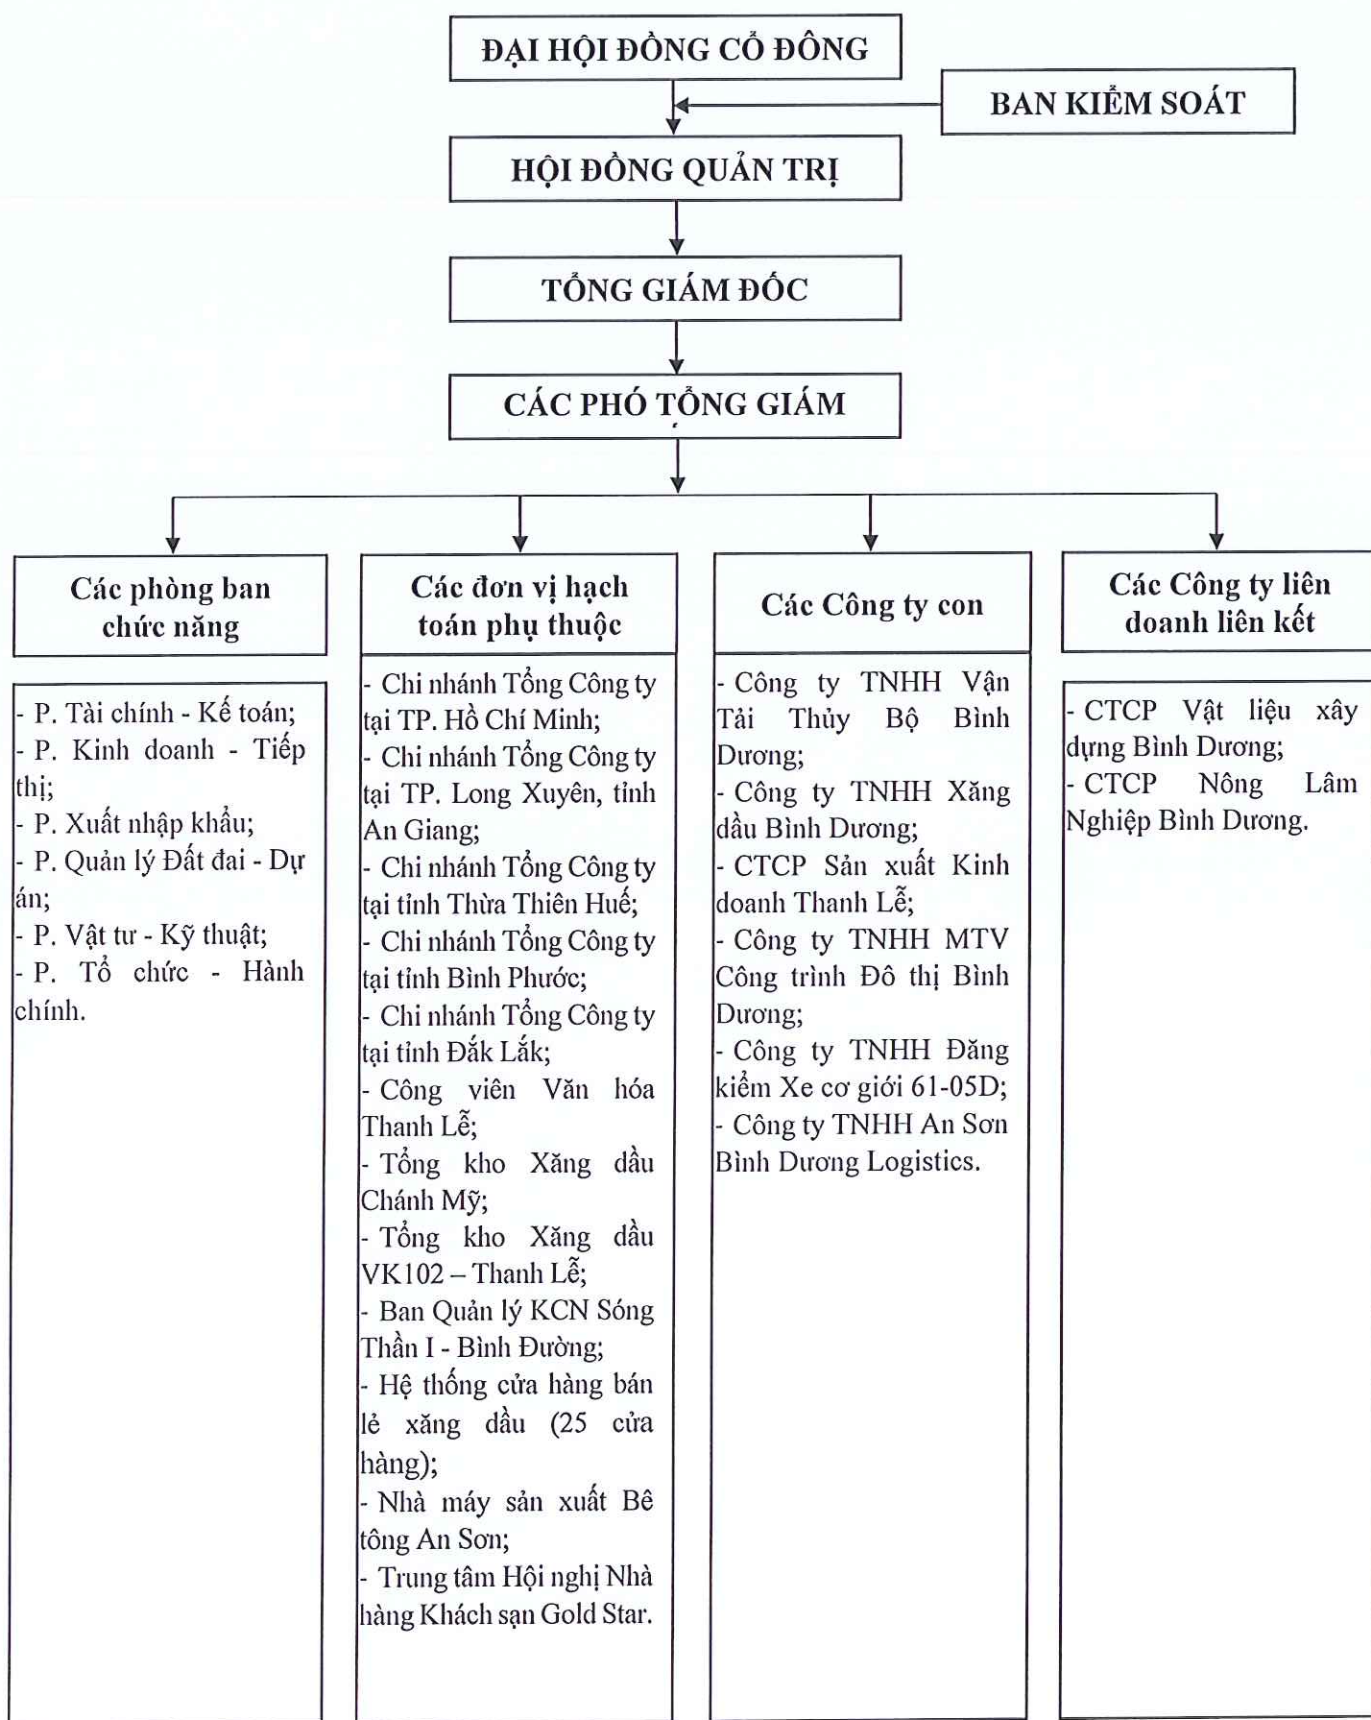 ĐẠI HỘI ĐỒNG CỔ ĐÔNG
BAN KIỂM SOÁT
HỘI ĐỒNG QUẢN TRỊ
TỔNG GIÁM ĐỐC
CÁC PHÓ TỔNG GIÁM
Các phòng ban
chức năng
- P. Tài chính - Kế toán;
- P. Kinh doanh - Tiếp
thị;
- P. Xuất nhập khẩu;
- P. Quản lý Đất đai - Dự
án;
- P. Vật tư - Kỹ thuật;
- P. Tổ chức - Hành
chính.
Các đơn vị hạch
toán phụ thuộc
- Chi nhánh Tổng Công ty
tại TP. Hồ Chí Minh;
- Chi nhánh Tổng Công ty
tại TP. Long Xuyên, tỉnh
An Giang;
- Chi nhánh Tổng Công ty
tại tỉnh Thừa Thiên Huế;
- Chi nhánh Tổng Công ty
tại tỉnh Bình Phước;
- Chi nhánh Tổng Công ty
tại tỉnh Đắk Lắk;
- Công viên Văn hóa
Thanh Lễ;
- Tổng kho Xăng dầu
Chánh Mỹ;
- Tổng kho Xăng dầu
VK102 – Thanh Lễ;
- Ban Quản lý KCN Sóng
Thần I - Bình Đường;
- Hệ thống cửa hàng bán
lẻ xăng dầu (25 cửa
hàng);
- Nhà máy sản xuất Bê
tông An Sơn;
- Trung tâm Hội nghị Nhà
hàng Khách sạn Gold Star.
Các Công ty con
- Công ty TNHH Vận
Tải Thủy Bộ Bình
Dương;
- Công ty TNHH Xăng
dầu Bình Dương;
- CTCP Sản xuất Kinh
doanh Thanh Lễ;
- Công ty TNHH MTV
Công trình Đô thị Bình
Dương;
- Công ty TNHH Đăng
kiểm Xe cơ giới 61-05D;
- Công ty TNHH An Sơn
Bình Dương Logistics.
Các Công ty liên
doanh liên kết
- CTCP Vật liệu xây
dựng Bình Dương;
- CTCP Nông Lâm
Nghiệp Bình Dương.